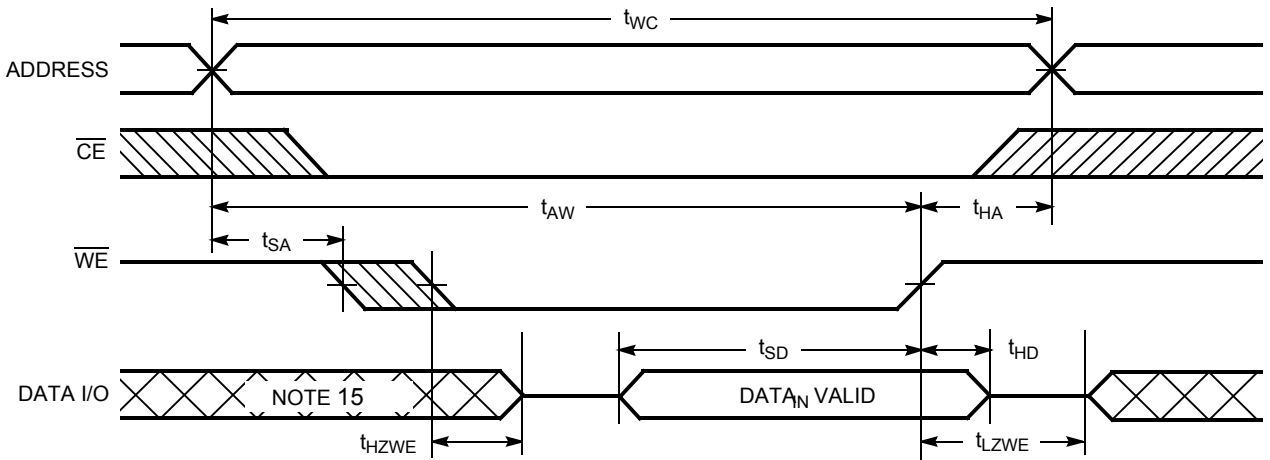 tWC
ADDRESS
CE
tAW
tHA
tSA
WE
tSD
tHD
DATA I/O
NOTE 15
DATAIN VALID
tHZWE
tLZWE